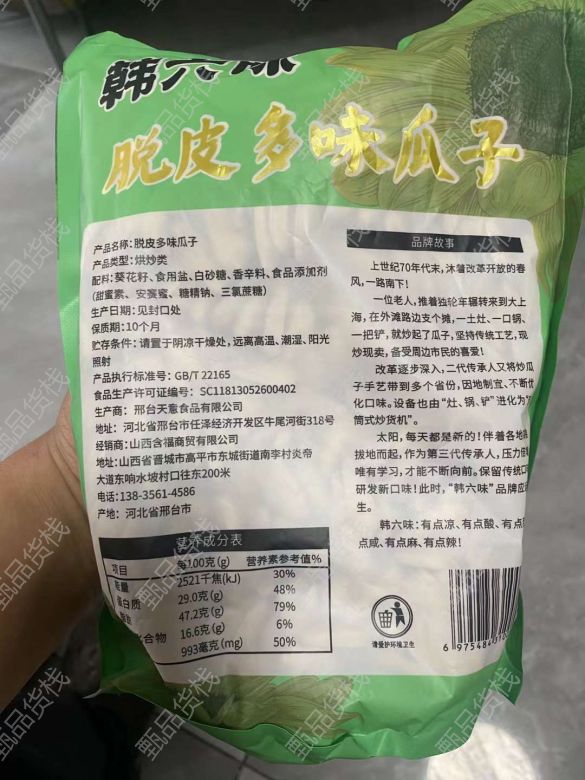 韩六味
脱皮多味瓜子
产品名称:脱皮多味瓜子
产品类型:烘炒类
配料:葵花籽、食用盐、白砂糖、香辛料、食品添加剂
(甜蜜素、安赛蜜、糖精钠、三氯蔗糖)
生产日期:见封口处
保质期:10个月
贮存条件:请置于阴凉干燥处,远离高温、潮湿、阳光
照射
产品执行标准号:GB/T 22165
食品生产许可证编号:SC11813052600402
生产商:邢台天意食品有限公司
地址:河北省邢台市任泽经济开发区牛尾河街318号
经销商:山西含福商贸有限公司
地址:山西省晋城市高平市东城街道南李村炎帝
大道东响水坡村口往东200米
电话:138-3561-4586
产地:河北省邢台市
营养成分表
项目 每100克(g) 营养素参考值%
能量 2521千焦(kJ) 30%
蛋白质 29.0克(g) 48%
47.2克(g) 79%
化合物 16.6克(g) 6%
993毫克(mg) 50%
品牌故事
上世纪70年代末,沐着改革开放的春
风,一路南下!
一位老人,推着独轮车辗转来到大上
海,在外滩路边支个摊,一土灶、一口锅、
一把铲,就炒起了瓜子,坚持传统工艺,现
炒现卖,备受周边市民的喜爱!
改革逐步深入,二代传承人又将炒瓜
子手艺带到多个省份,因地制宜、不断优
化口味。设备也由“灶、锅、铲”进化为“
筒式炒货机”。
太阳,每天都是新的!伴着各地
拔地而起,作为第三代传承人,压力倍
唯有学习,才能不断向前。保留传统口
研发新口味!此时,“韩六味”品牌应
生。
韩六味:有点凉、有点酸、有点
点咸、有点麻、有点辣!
请爱护环境卫生
6 975484
甄品货栈